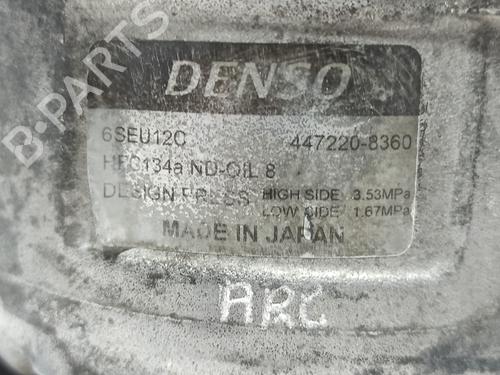 DENSO
6SEU12C 447220-8360
HFC134a ND-OIL 8
DESIGN PRESS HIGH SIDE 3.53MPa
LOW SIDE 1.67MPa
MADE IN JAPAN
ARC
B-PARTS